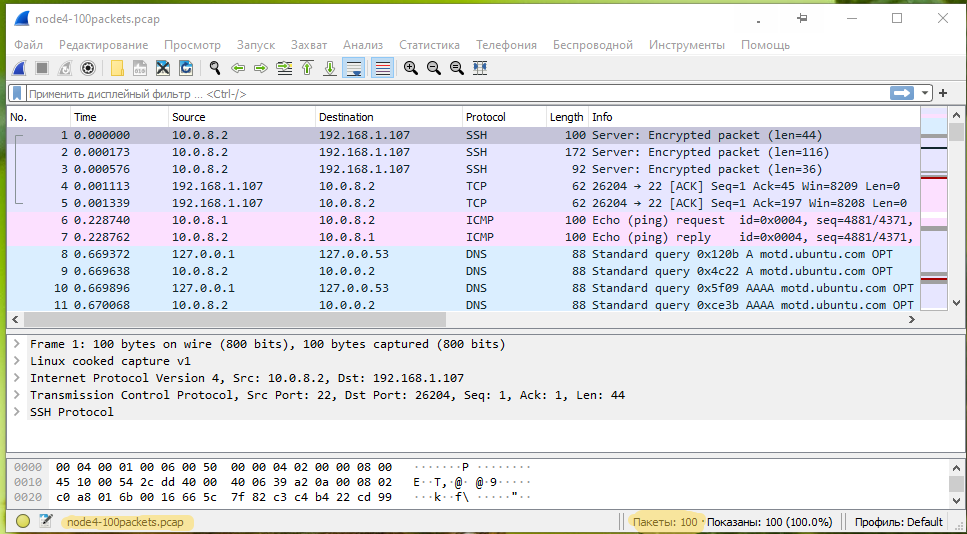 node4-100packets.pcap
Файл Редактирование Просмотр Запуск Захват Анализ Статистика Телефония Беспроводной Инструменты Помощь
Применить дисплейный фильтр ... <Ctrl-/>
No. Time Source Destination Protocol Length Info
1 0.000000 10.0.8.2 192.168.1.107 SSH 100 Server: Encrypted packet (len=44)
2 0.000173 10.0.8.2 192.168.1.107 SSH 172 Server: Encrypted packet (len=116)
3 0.000576 10.0.8.2 192.168.1.107 SSH 92 Server: Encrypted packet (len=36)
4 0.001113 192.168.1.107 10.0.8.2 TCP 62 26204 → 22 [ACK] Seq=1 Ack=45 Win=8209 Len=0
5 0.001339 192.168.1.107 10.0.8.2 TCP 62 26204 → 22 [ACK] Seq=1 Ack=197 Win=8208 Len=0
6 0.228740 10.0.8.1 10.0.8.2 ICMP 100 Echo (ping) request id=0x0004, seq=4881/4371,
7 0.228762 10.0.8.2 10.0.8.1 ICMP 100 Echo (ping) reply id=0x0004, seq=4881/4371,
8 0.669372 127.0.0.1 127.0.0.53 DNS 88 Standard query 0x120b A motd.ubuntu.com OPT
9 0.669638 10.0.8.2 10.0.0.2 DNS 88 Standard query 0x4c22 A motd.ubuntu.com OPT
10 0.669896 127.0.0.1 127.0.0.53 DNS 88 Standard query 0x5f09 AAAA motd.ubuntu.com OPT
11 0.670068 10.0.8.2 10.0.0.2 DNS 88 Standard query 0xce3b AAAA motd.ubuntu.com OPT
Frame 1: 100 bytes on wire (800 bits), 100 bytes captured (800 bits)
Linux cooked capture v1
Internet Protocol Version 4, Src: 10.0.8.2, Dst: 192.168.1.107
Transmission Control Protocol, Src Port: 22, Dst Port: 26204, Seq: 1, Ack: 1, Len: 44
SSH Protocol
0000 00 04 00 01 00 06 00 50 00 00 04 02 00 00 08 00 ·······P ········
0010 45 10 00 54 2c dd 40 00 40 06 39 a2 0a 00 08 02 E··T,·@· @·9·····
0020 c0 a8 01 6b 00 16 66 5c 7f 82 c3 c4 b4 22 cd 99 ···k··f\ ·····"··
node4-100packets.pcap Пакеты: 100 · Показаны: 100 (100.0%) Профиль: Default